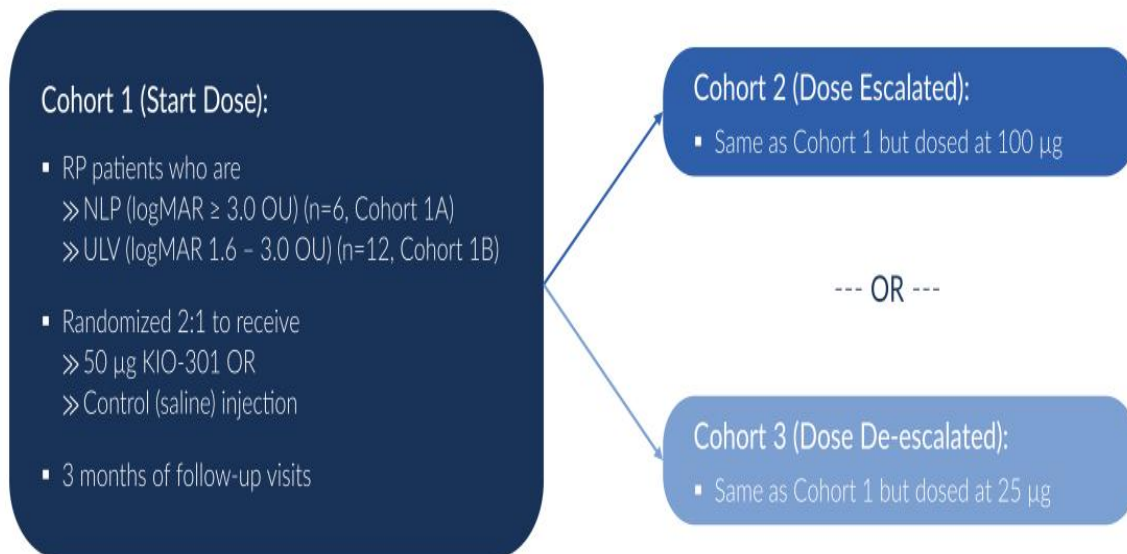 Cohort 1 (Start Dose):
▪ RP patients who are
≫ NLP (logMAR ≥ 3.0 OU) (n=6, Cohort 1A)
≫ ULV (logMAR 1.6 – 3.0 OU) (n=12, Cohort 1B)
▪ Randomized 2:1 to receive
≫ 50 µg KIO-301 OR
≫ Control (saline) injection
▪ 3 months of follow-up visits
Cohort 2 (Dose Escalated):
▪ Same as Cohort 1 but dosed at 100 µg
--- OR ---
Cohort 3 (Dose De-escalated):
▪ Same as Cohort 1 but dosed at 25 µg